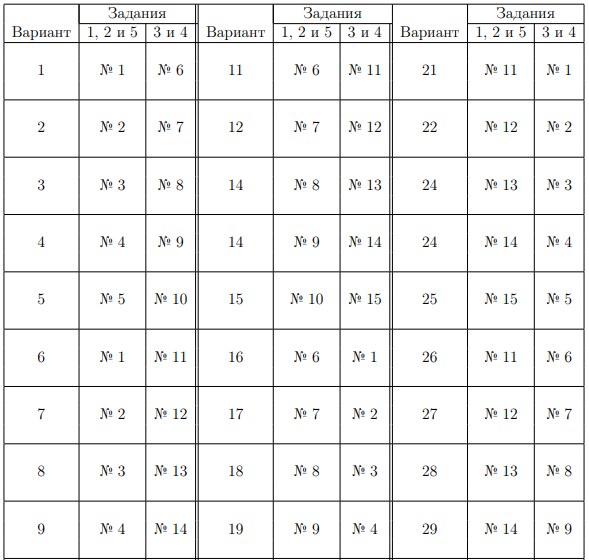 Задания Задания Задания
Вариант 1, 2 и 5 3 и 4 Вариант 1, 2 и 5 3 и 4 Вариант 1, 2 и 5 3 и 4
1 № 1 № 6 11 № 6 № 11 21 № 11 № 1
2 № 2 № 7 12 № 7 № 12 22 № 12 № 2
3 № 3 № 8 14 № 8 № 13 24 № 13 № 3
4 № 4 № 9 14 № 9 № 14 24 № 14 № 4
5 № 5 № 10 15 № 10 № 15 25 № 15 № 5
6 № 1 № 11 16 № 6 № 1 26 № 11 № 6
7 № 2 № 12 17 № 7 № 2 27 № 12 № 7
8 № 3 № 13 18 № 8 № 3 28 № 13 № 8
9 № 4 № 14 19 № 9 № 4 29 № 14 № 9